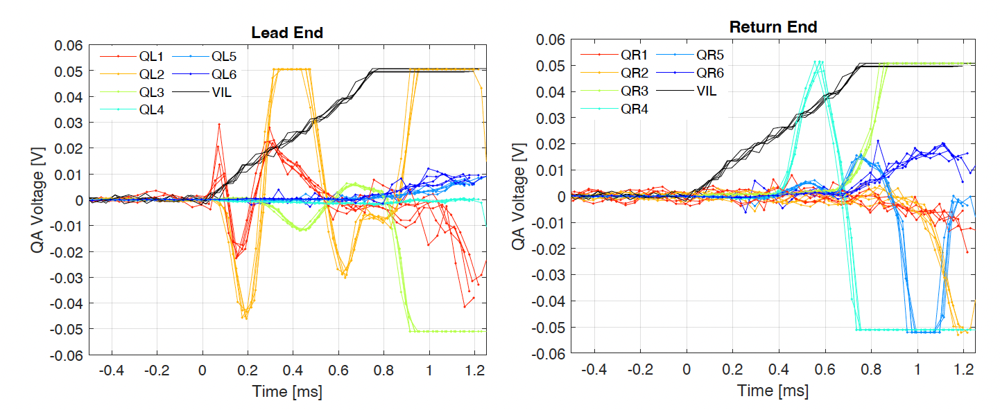 Lead End
QL1
QL2
QL3
QL4
QL5
QL6
VIL
0.06
0.05
0.04
0.03
0.02
0.01
0
-0.01
-0.02
-0.03
-0.04
-0.05
-0.06
QA Voltage [V]
-0.4 -0.2 0 0.2 0.4 0.6 0.8 1 1.2
Time [ms]
Return End
QR1
QR2
QR3
QR4
QR5
QR6
VIL
0.06
0.05
0.04
0.03
0.02
0.01
0
-0.01
-0.02
-0.03
-0.04
-0.05
-0.06
QA Voltage [V]
-0.4 -0.2 0 0.2 0.4 0.6 0.8 1 1.2
Time [ms]